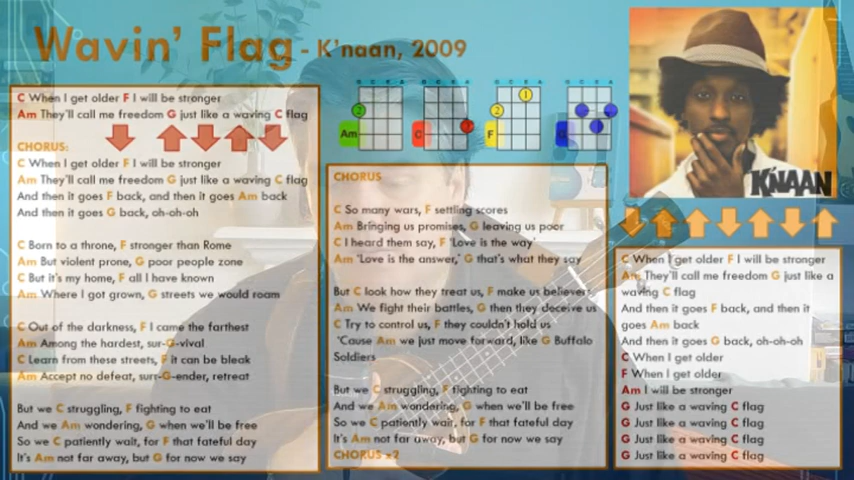 Wavin' Flag - K'naan, 2009
C When I get older F I will be stronger
Am They'll call me freedom G just like a waving C flag
CHORUS:
C When I get older F I will be stronger
Am They'll call me freedom G just like a waving C flag
And then it goes F back, and then it goes Am back
And then it goes G back, oh-oh-oh
C Born to a throne, F stronger than Rome
Am But violent prone, G poor people zone
C But it's my home, F all I have known
Am Where I got grown, G streets we would roam
C Out of the darkness, F I came the farthest
Am Among the hardest, sur-G-vival
C Learn from these streets, F it can be bleak
Am Accept no defeat, surr-G-ender, retreat
But we C struggling, F fighting to eat
And we Am wondering, G when we'll be free
So we C patiently wait, for F that fateful day
It's Am not far away, but G for now we say
G C E A G C E A G C E A G C E A
2 1 2
Am C F G
CHORUS
C So many wars, F settling scores
Am Bringing us promises, G leaving us poor
C I heard them say, F 'Love is the way'
Am 'Love is the answer,' G that's what they say
But C look how they treat us, F make us believers
Am We fight their battles, G then they deceive us
C Try to control us, F they couldn't hold us
'Cause Am we just move forward, like G Buffalo
Soldiers
But we C struggling, F fighting to eat
And we Am wondering, G when we'll be free
So we C patiently wait, for F that fateful day
It's Am not far away, but G for now we say
CHORUS x2
K'NAAN
C When I get older F I will be stronger
Am They'll call me freedom G just like a
waving C flag
And then it goes F back, and then it
goes Am back
And then it goes G back, oh-oh-oh
C When I get older
F When I get older
Am I will be stronger
G Just like a waving C flag
G Just like a waving C flag
G Just like a waving C flag
G Just like a waving C flag